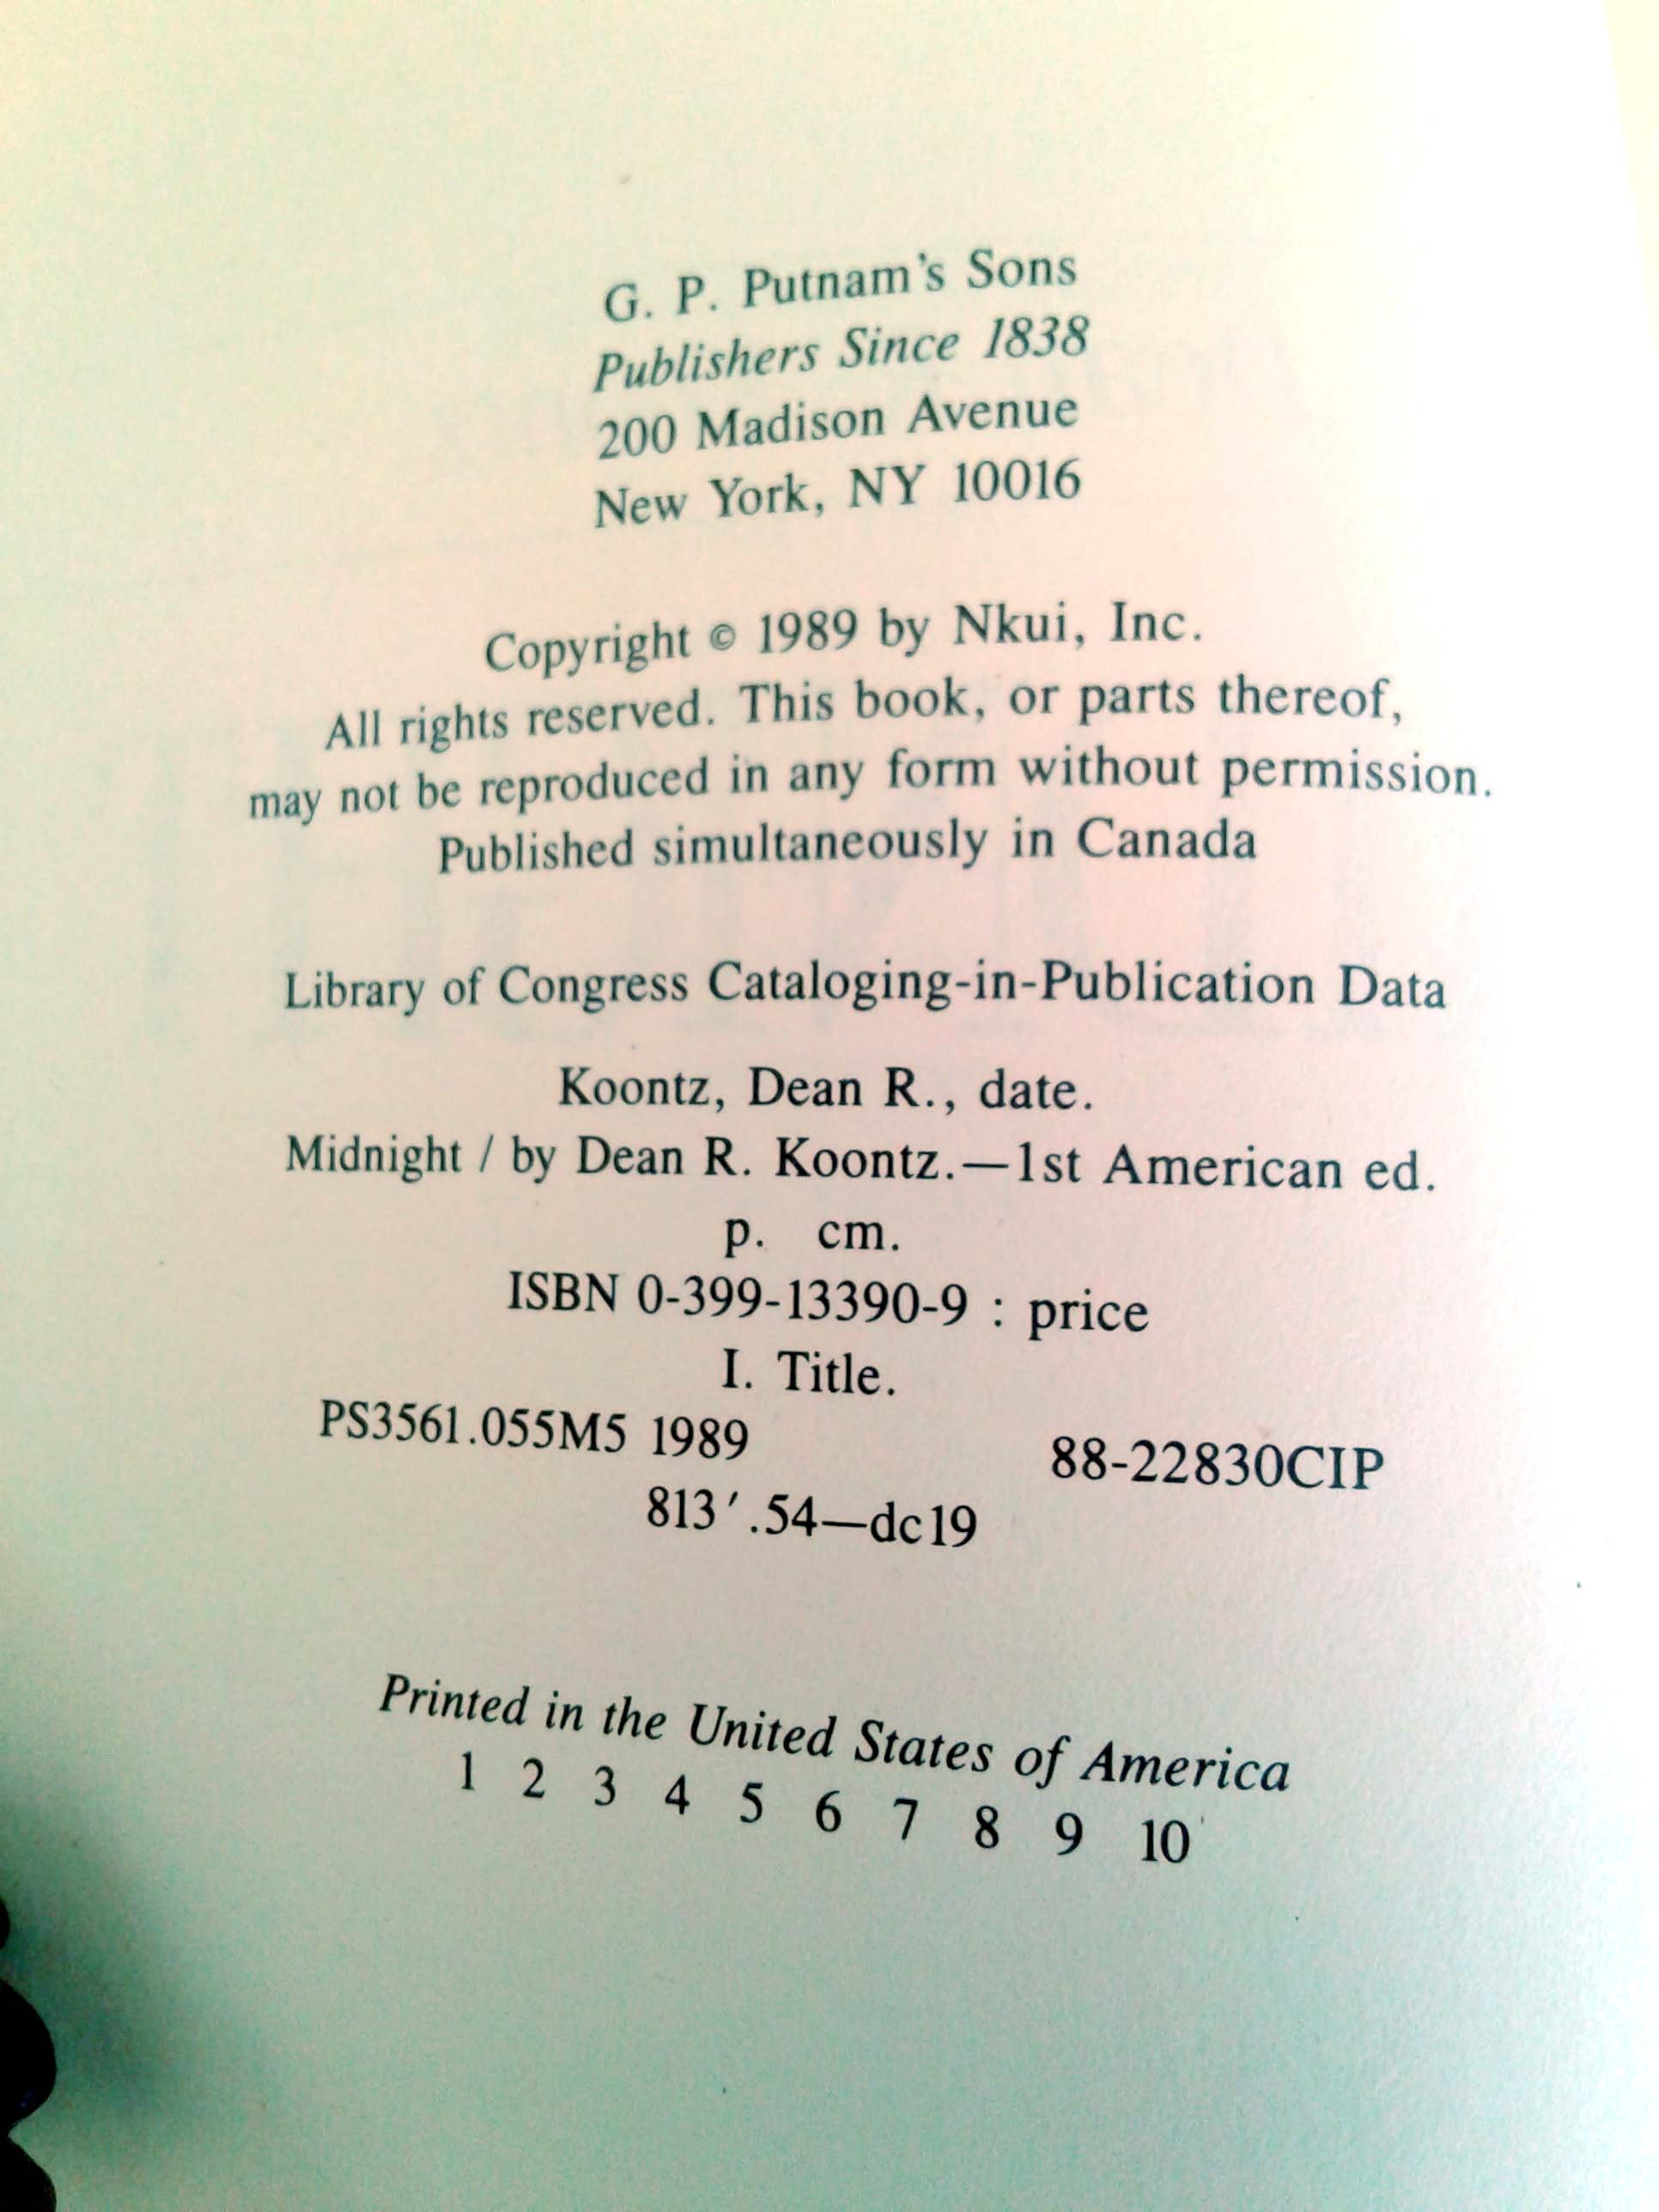 G. P. Putnam's Sons
Publishers Since 1838
200 Madison Avenue
New York, NY 10016
Copyright © 1989 by Nkui, Inc.
All rights reserved. This book, or parts thereof,
may not be reproduced in any form without permission.
Published simultaneously in Canada
Library of Congress Cataloging-in-Publication Data
Koontz, Dean R., date.
Midnight / by Dean R. Koontz.—1st American ed.
p. cm.
ISBN 0-399-13390-9 : price
I. Title.
PS3561.055M5 1989 88-22830CIP
813′.54—dc19
Printed in the United States of America
1 2 3 4 5 6 7 8 9 10